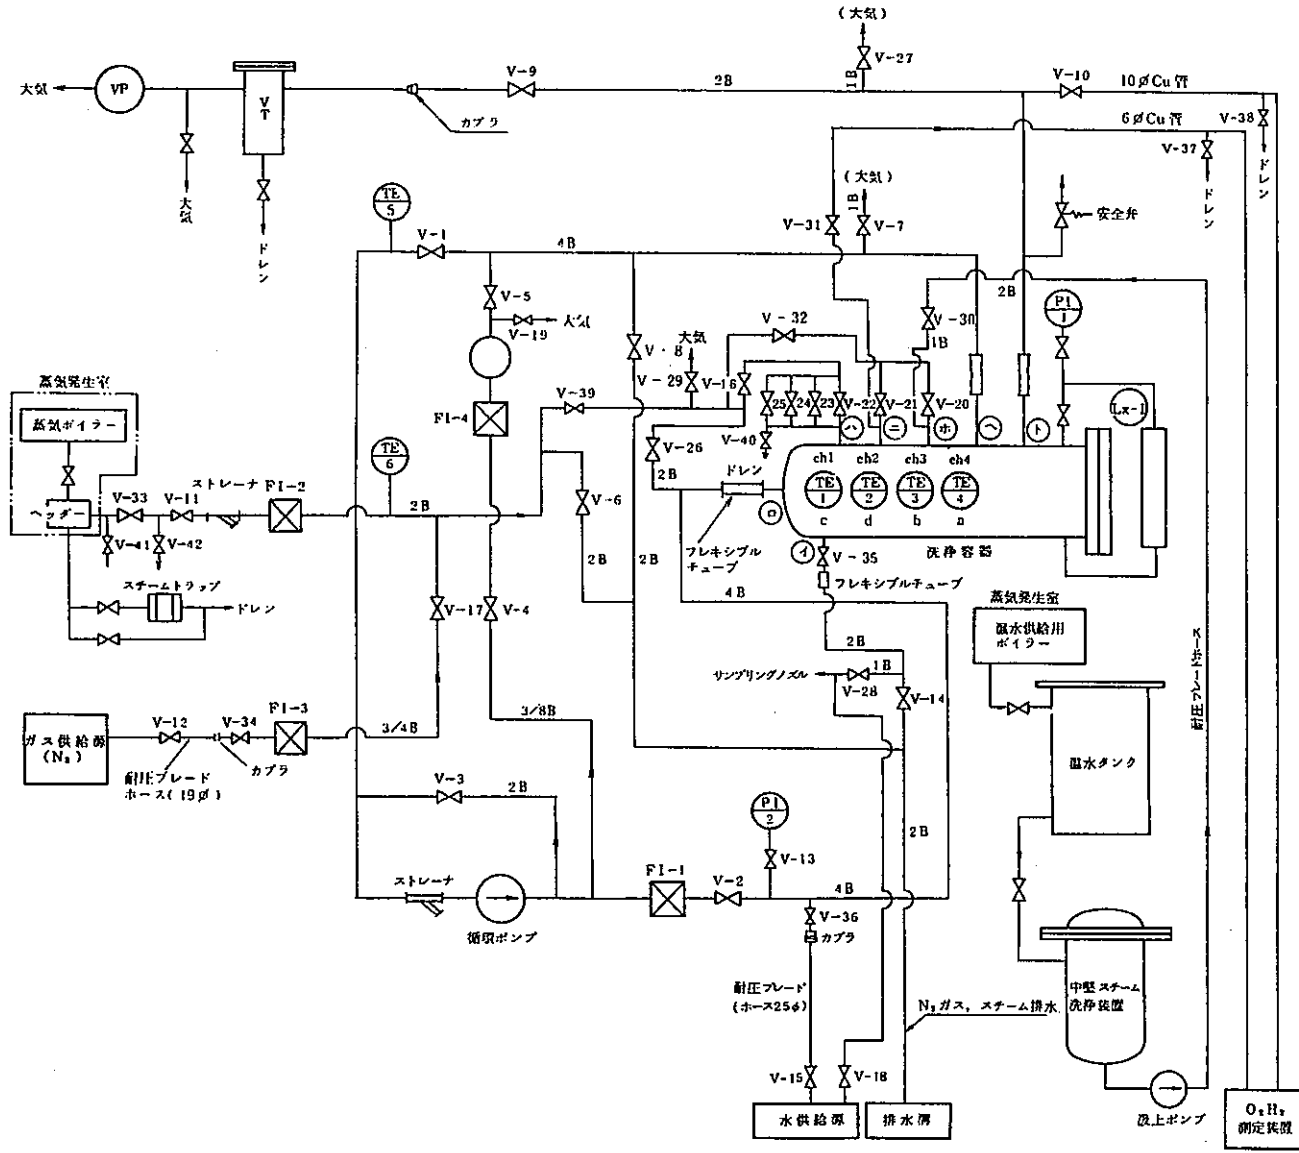 (大気)
V-27
1B
大気
VP
VT
V-9
2B
V-10
10∅Cu管
カプラ
6∅Cu管
V-38
V-37
ドレン
ドレン
大気
ドレン
(大気)
1B
TE
5
V-1
4B
V-31
V-7
安全弁
V-5
大気
V-19
V-32
2B
V-30
1B
PI
1
V-8
大気
V-29
V-16
蒸気発生室
蒸気ボイラー
V-39
25
24
23
V-22
V-21
V-20
Lx-1
FI-4
V-40
ハ
ニ
ホ
ヘ
ト
TE
6
V-26
2B
ドレン
ch1
ch2
ch3
ch4
TE
1
TE
2
TE
3
TE
4
c
d
b
a
ストレーナ
FI-2
ヘッダー
V-33
V-11
2B
V-6
ロ
V-41
V-42
フレキシブル
チューブ
イ
V-35
洗浄容器
スチームトラップ
2B
2B
フレキシブルチューブ
ドレン
V-17
V-4
4B
蒸気発生室
温水供給用
ボイラー
2B
サンプリングノズル
1B
V-28
V-14
耐圧ブレードホース
ガス供給源
(N₂)
V-12
V-34
FI-3
3/4B
3/8B
耐圧ブレード
ホース(19∅)
カプラ
温水タンク
V-3
2B
PI
2
V-13
2B
ストレーナ
FI-1
V-2
4B
循環ポンプ
V-36
カプラ
耐圧ブレード
(ホース25∅)
N₂ガス, スチーム排水
中堅スチーム
洗浄装置
V-15
V-18
水供給源
排水溝
汲上ポンプ
O₂H₂
測定装置